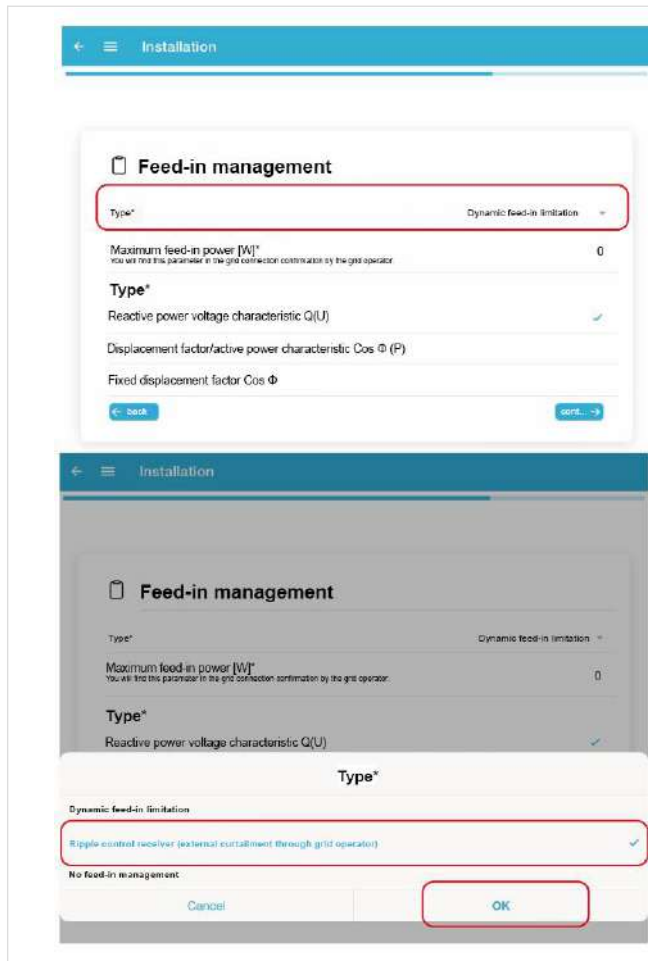 Installation
Feed-in management
Type*
Dynamic feed-in limitation
Maximum feed-in power [W]*
0
You will find this parameter in the grid connection confirmation by the grid operator.
Type*
Reactive power voltage characteristic Q(U)
Displacement factor/active power characteristic Cos Φ (P)
Fixed displacement factor Cos Φ
← back
cont... →
Installation
Feed-in management
Type*
Dynamic feed-in limitation
Maximum feed-in power [W]*
0
You will find this parameter in the grid connection confirmation by the grid operator.
Type*
Reactive power voltage characteristic Q(U)
Type*
Dynamic feed-in limitation
Ripple control receiver (external curtailment through grid operator)
No feed-in management
Cancel
OK